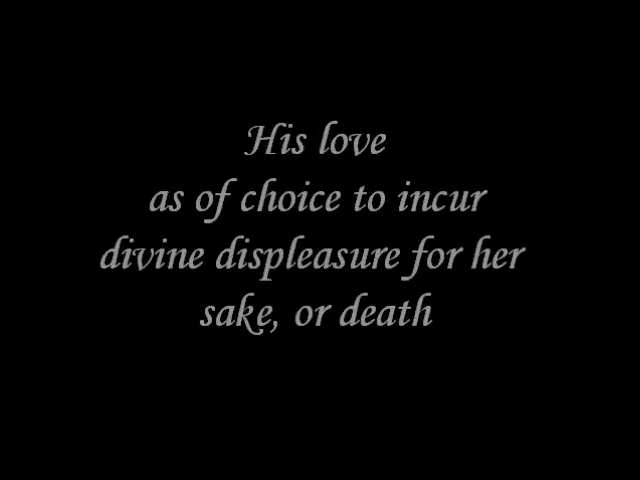 His love
as of choice to incur
divine displeasure for her
sake, or death